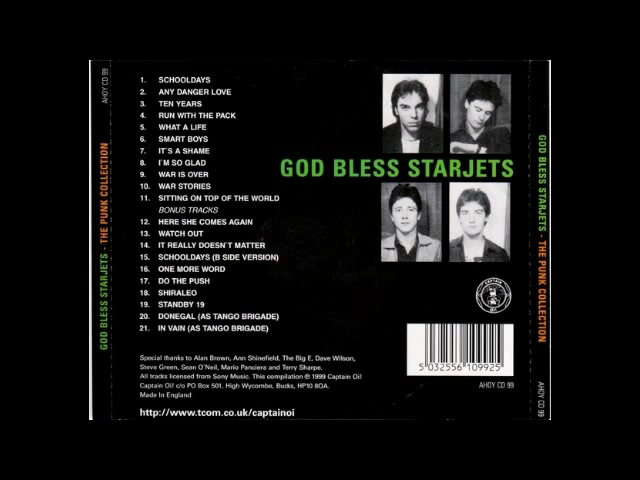 AHOY CD 99
GOD BLESS STARJETS - THE PUNK COLLECTION
1. SCHOOLDAYS
2. ANY DANGER LOVE
3. TEN YEARS
4. RUN WITH THE PACK
5. WHAT A LIFE
6. SMART BOYS
7. IT'S A SHAME
8. I'M SO GLAD
9. WAR IS OVER
10. WAR STORIES
11. SITTING ON TOP OF THE WORLD
BONUS TRACKS
12. HERE SHE COMES AGAIN
13. WATCH OUT
14. IT REALLY DOESN'T MATTER
15. SCHOOLDAYS (B SIDE VERSION)
16. ONE MORE WORD
17. DO THE PUSH
18. SHIRALEO
19. STANDBY 19
20. DONEGAL (AS TANGO BRIGADE)
21. IN VAIN (AS TANGO BRIGADE)
Special thanks to Alan Brown, Ann Shinefield, The Big E, Dave Wilson,
Steve Green, Sean O'Neil, Mario Panciera and Terry Sharpe.
All tracks licensed from Sony Music. This compilation ℗ 1999 Captain Oi!
Captain Oi! c/o PO Box 501, High Wycombe, Bucks, HP10 8QA.
Made in England
http://www.tcom.co.uk/captainoi
GOD BLESS STARJETS
5 032556 109925
AHOY CD 99
GOD BLESS STARJETS - THE PUNK COLLECTION
AHOY CD 99